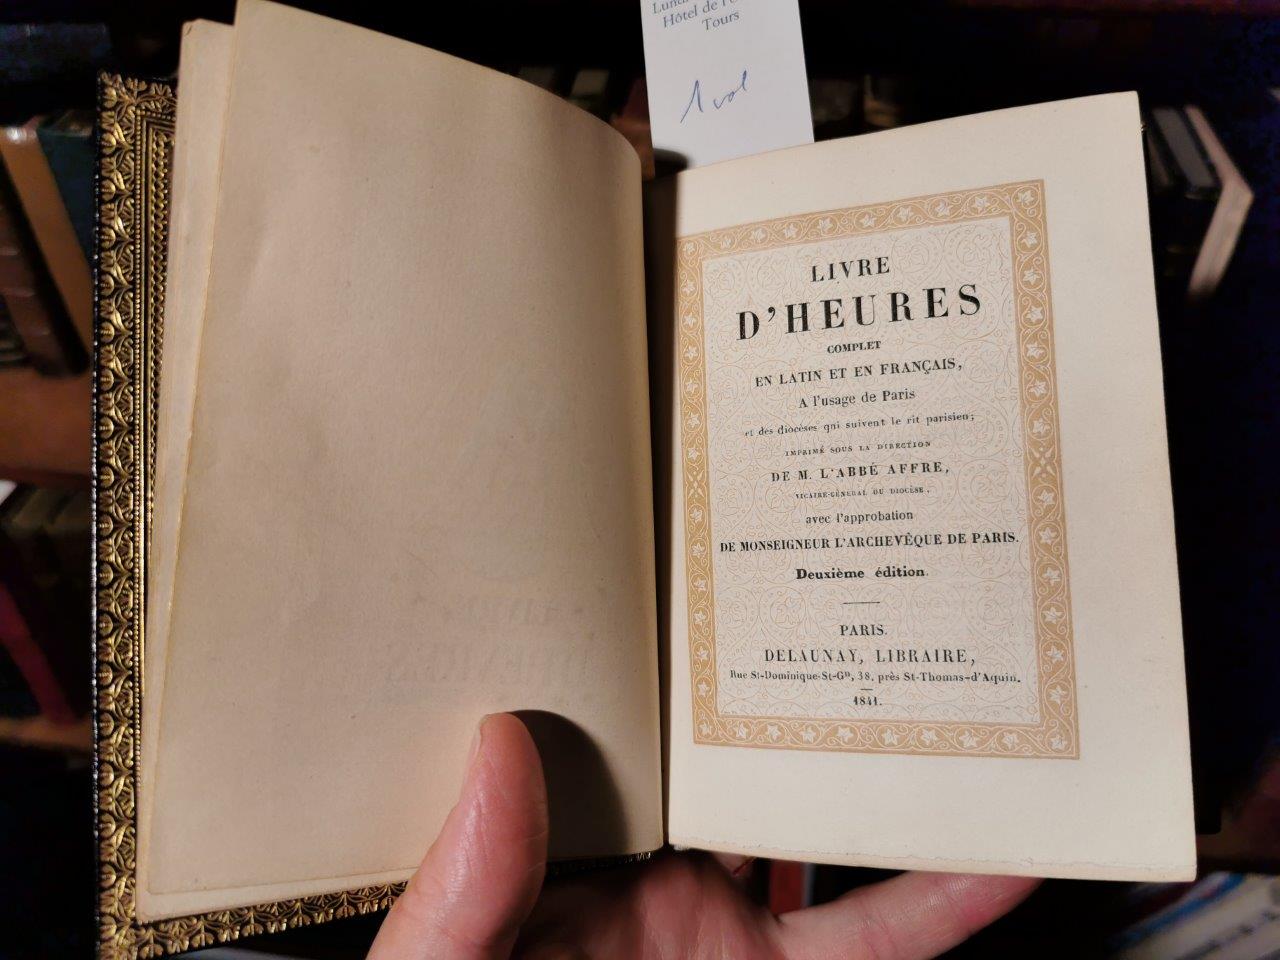 Hôtel de l'
Tours
1 vol
LIVRE
D'HEURES
COMPLET
EN LATIN ET EN FRANÇAIS,
A l'usage de Paris
et des diocèses qui suivent le rit parisien;
IMPRIMÉ SOUS LA DIRECTION
DE M. L'ABBÉ AFFRE,
VICAIRE-GÉNÉRAL DU DIOCÈSE,
avec l'approbation
DE MONSEIGNEUR L'ARCHEVÊQUE DE PARIS.
Deuxième édition.
PARIS.
DELAUNAY, LIBRAIRE,
Rue St-Dominique-St-Gn, 38, près St-Thomas-d'Aquin.
1841.